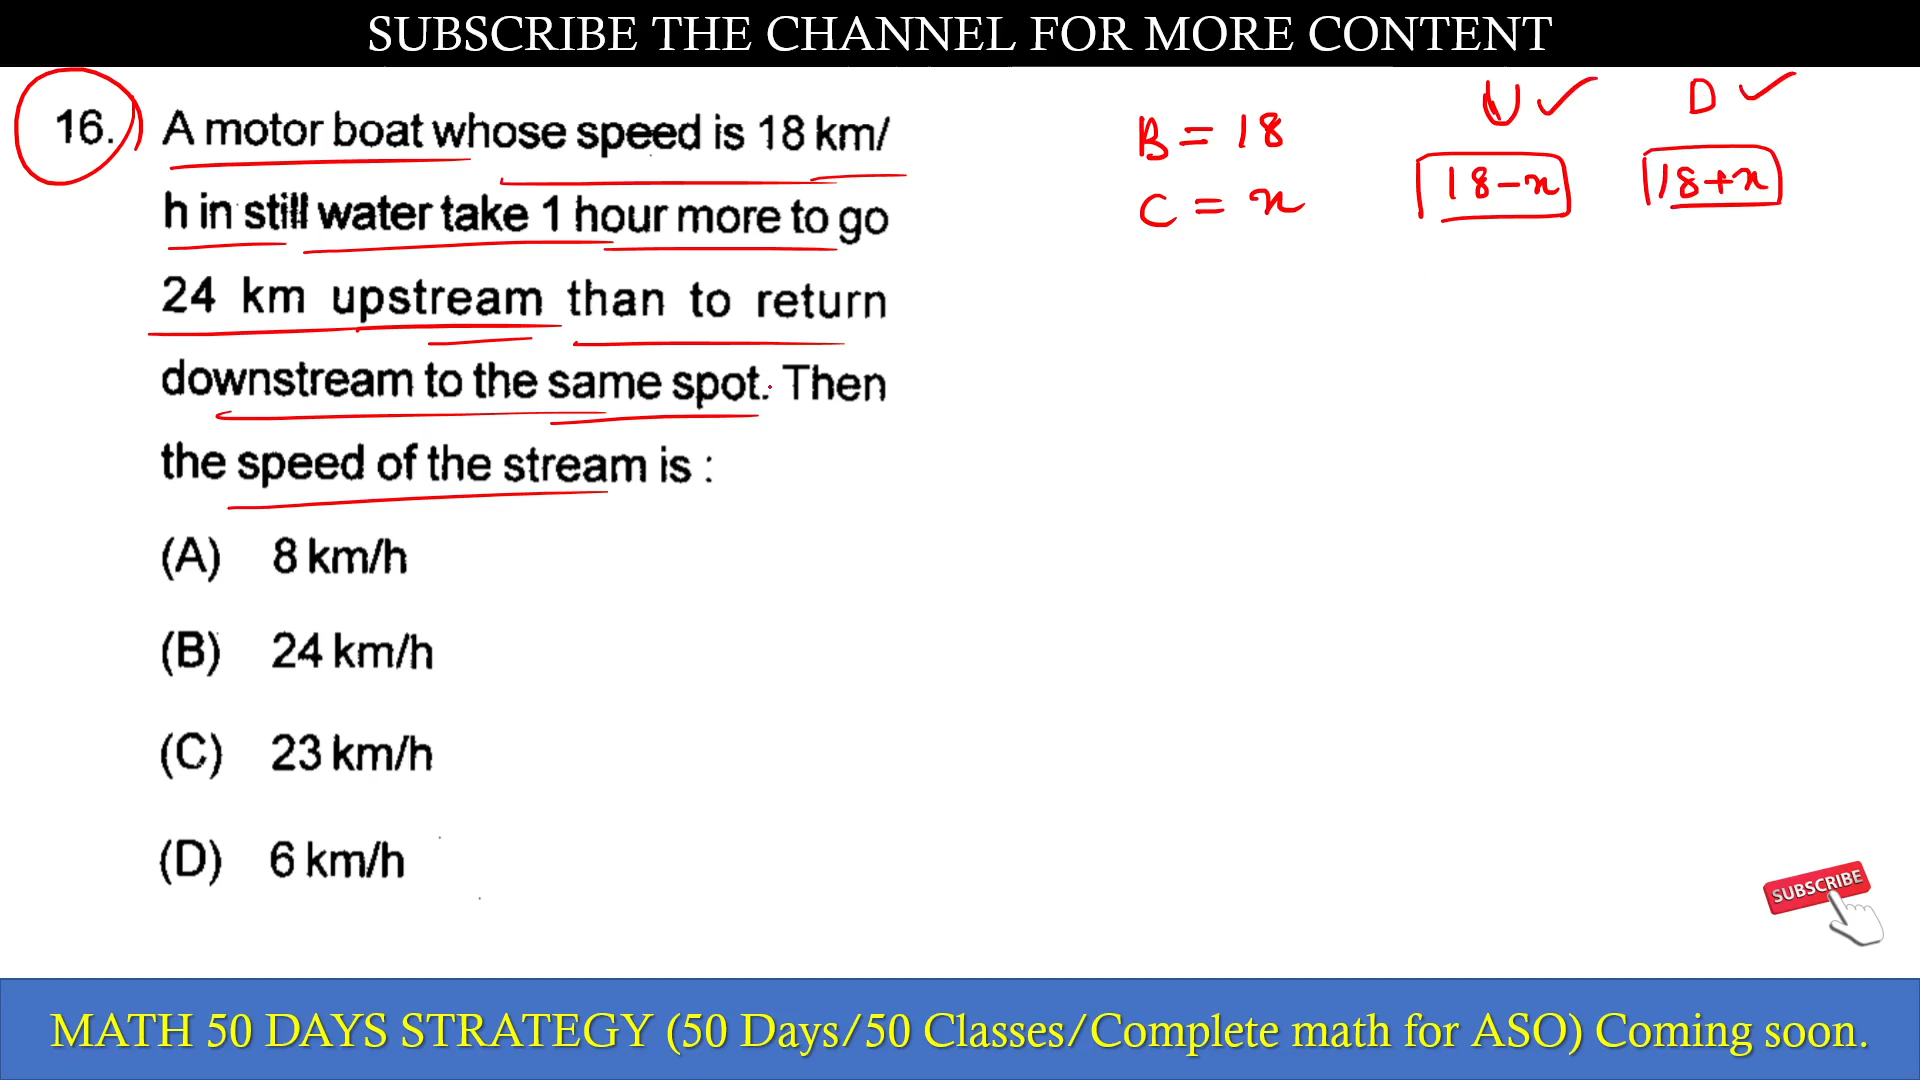 SUBSCRIBE THE CHANNEL FOR MORE CONTENT
16. A motor boat whose speed is 18 km/
h in still water take 1 hour more to go
24 km upstream than to return
downstream to the same spot. Then
the speed of the stream is :
(A) 8 km/h
(B) 24 km/h
(C) 23 km/h
(D) 6 km/h
B = 18
C = x
U ✓ D ✓
18-x 18+x
SUBSCRIBE
MATH 50 DAYS STRATEGY (50 Days/50 Classes/Complete math for ASO) Coming soon.